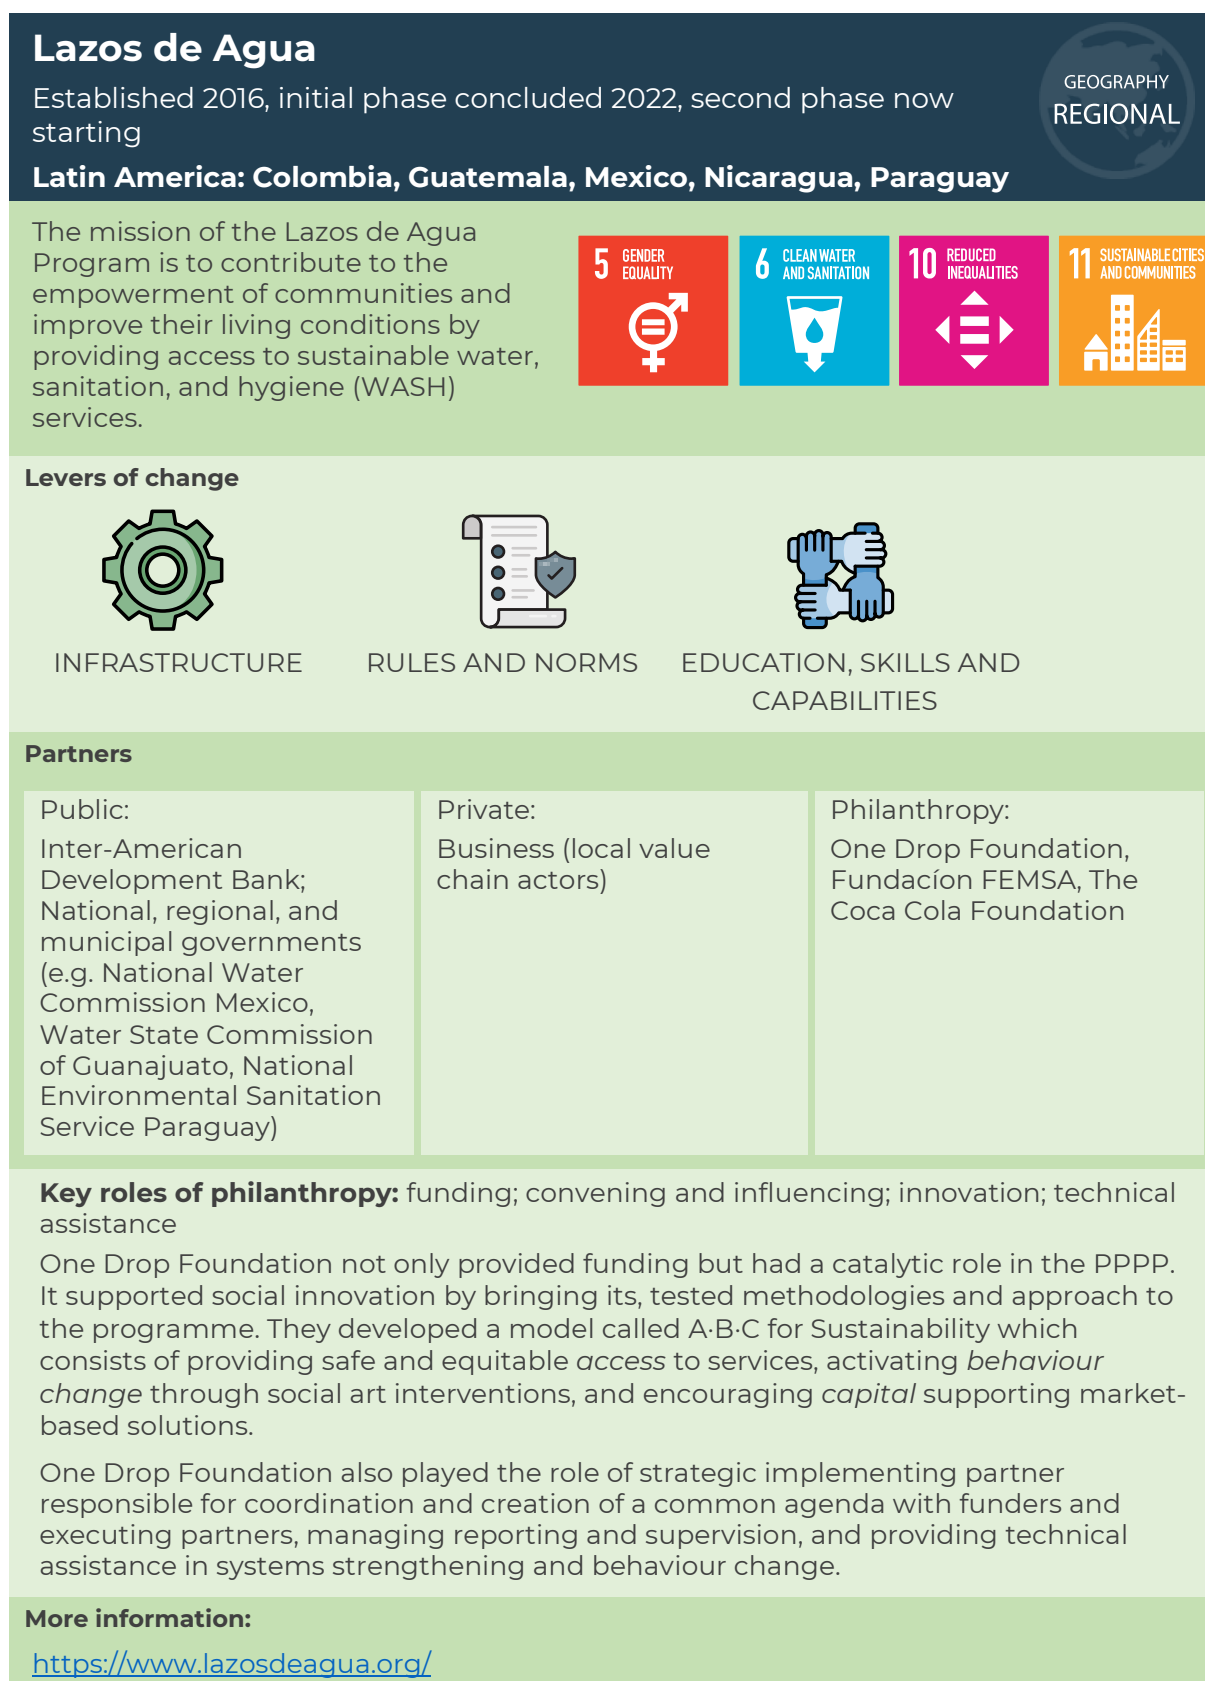 Lazos de Agua
Established 2016, initial phase concluded 2022, second phase now
starting
Latin America: Colombia, Guatemala, Mexico, Nicaragua, Paraguay
GEOGRAPHY
REGIONAL
The mission of the Lazos de Agua
Program is to contribute to the
empowerment of communities and
improve their living conditions by
providing access to sustainable water,
sanitation, and hygiene (WASH)
services.
5 GENDER
EQUALITY
6 CLEAN WATER
AND SANITATION
10 REDUCED
INEQUALITIES
11 SUSTAINABLE CITIES
AND COMMUNITIES
Levers of change
INFRASTRUCTURE
RULES AND NORMS
EDUCATION, SKILLS AND
CAPABILITIES
Partners
Public:
Inter-American
Development Bank;
National, regional, and
municipal governments
(e.g. National Water
Commission Mexico,
Water State Commission
of Guanajuato, National
Environmental Sanitation
Service Paraguay)
Private:
Business (local value
chain actors)
Philanthropy:
One Drop Foundation,
Fundacíon FEMSA, The
Coca Cola Foundation
Key roles of philanthropy: funding; convening and influencing; innovation; technical
assistance
One Drop Foundation not only provided funding but had a catalytic role in the PPPP.
It supported social innovation by bringing its, tested methodologies and approach to
the programme. They developed a model called A·B·C for Sustainability which
consists of providing safe and equitable access to services, activating behaviour
change through social art interventions, and encouraging capital supporting market-
based solutions.
One Drop Foundation also played the role of strategic implementing partner
responsible for coordination and creation of a common agenda with funders and
executing partners, managing reporting and supervision, and providing technical
assistance in systems strengthening and behaviour change.
More information:
https://www.lazosdeagua.org/